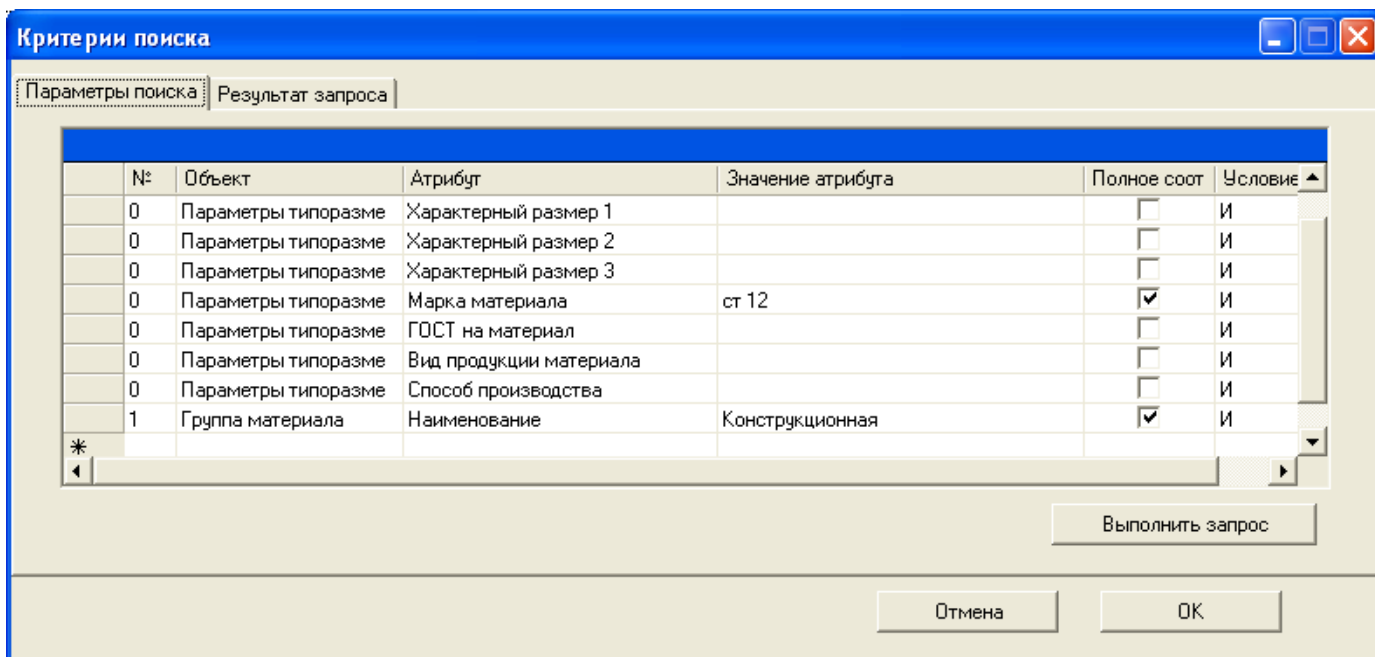 Критерии поиска
Параметры поиска Результат запроса
№ Объект Атрибут Значение атрибута Полное соот Условие
0 Параметры типоразме Характерный размер 1 И
0 Параметры типоразме Характерный размер 2 И
0 Параметры типоразме Характерный размер 3 И
0 Параметры типоразме Марка материала ст 12 И
0 Параметры типоразме ГОСТ на материал И
0 Параметры типоразме Вид продукции материала И
0 Параметры типоразме Способ производства И
1 Группа материала Наименование Конструкционная И
*
Выполнить запрос
Отмена OK